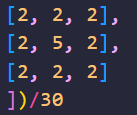 [2, 2, 2],
[2, 5, 2],
[2, 2, 2]
])/30